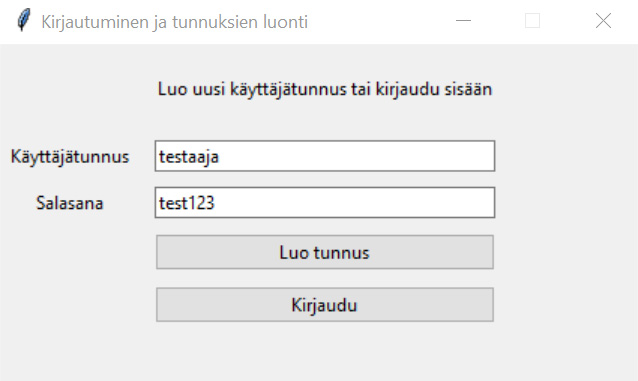 Kirjautuminen ja tunnuksien luonti
Luo uusi käyttäjätunnus tai kirjaudu sisään
Käyttäjätunnus testaaja
Salasana test123
Luo tunnus
Kirjaudu